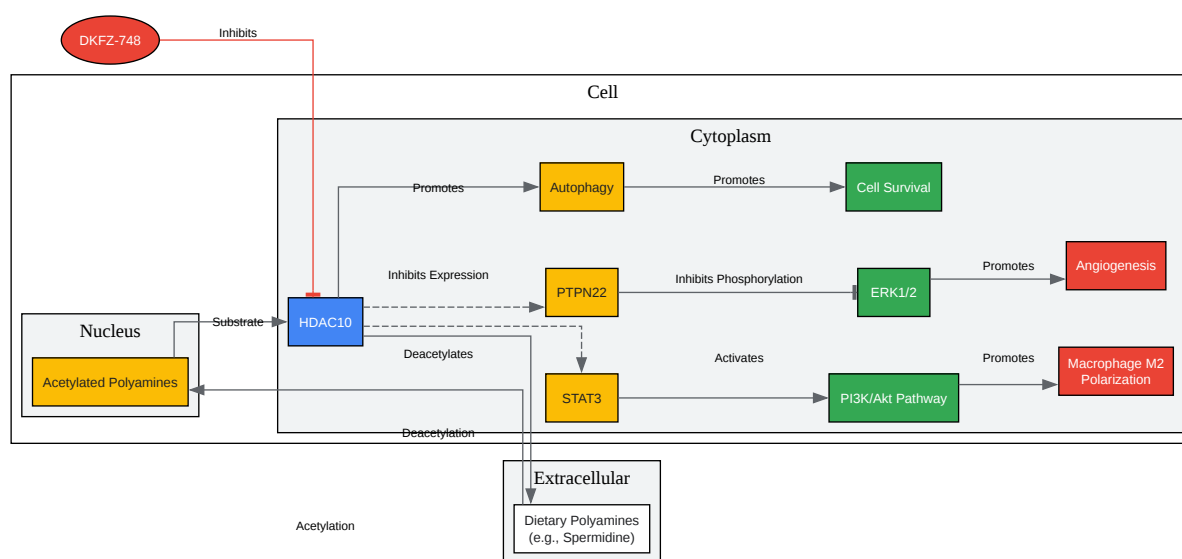 Inhibits
DKFZ-748
Cell
Cytoplasm
Promotes
Autophagy
Promotes
Cell Survival
Inhibits Expression
PTPN22
Inhibits Phosphorylation
ERK1/2
Promotes
Angiogenesis
Nucleus
Substrate
HDAC10
Acetylated Polyamines
Deacetylates
STAT3
Activates
PI3K/Akt Pathway
Promotes
Macrophage M2
Polarization
Deacetylation
Extracellular
Acetylation
Dietary Polyamines
(e.g., Spermidine)